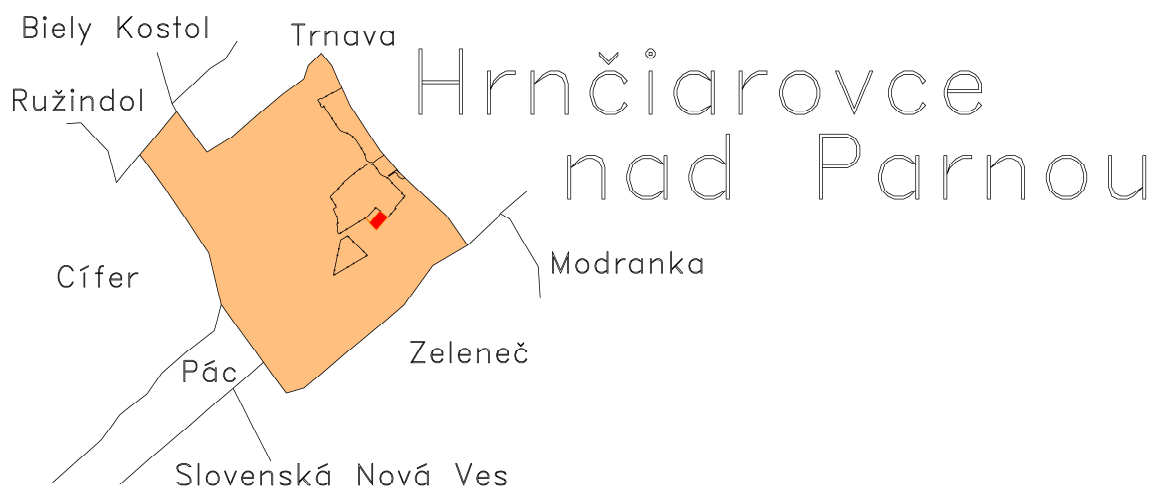 Biely Kostol
Trnava
Hrnčiarovce
nad Parnou
Ružindol
Modranka
Cífer
Zeleneč
Pác
Slovenská Nová Ves